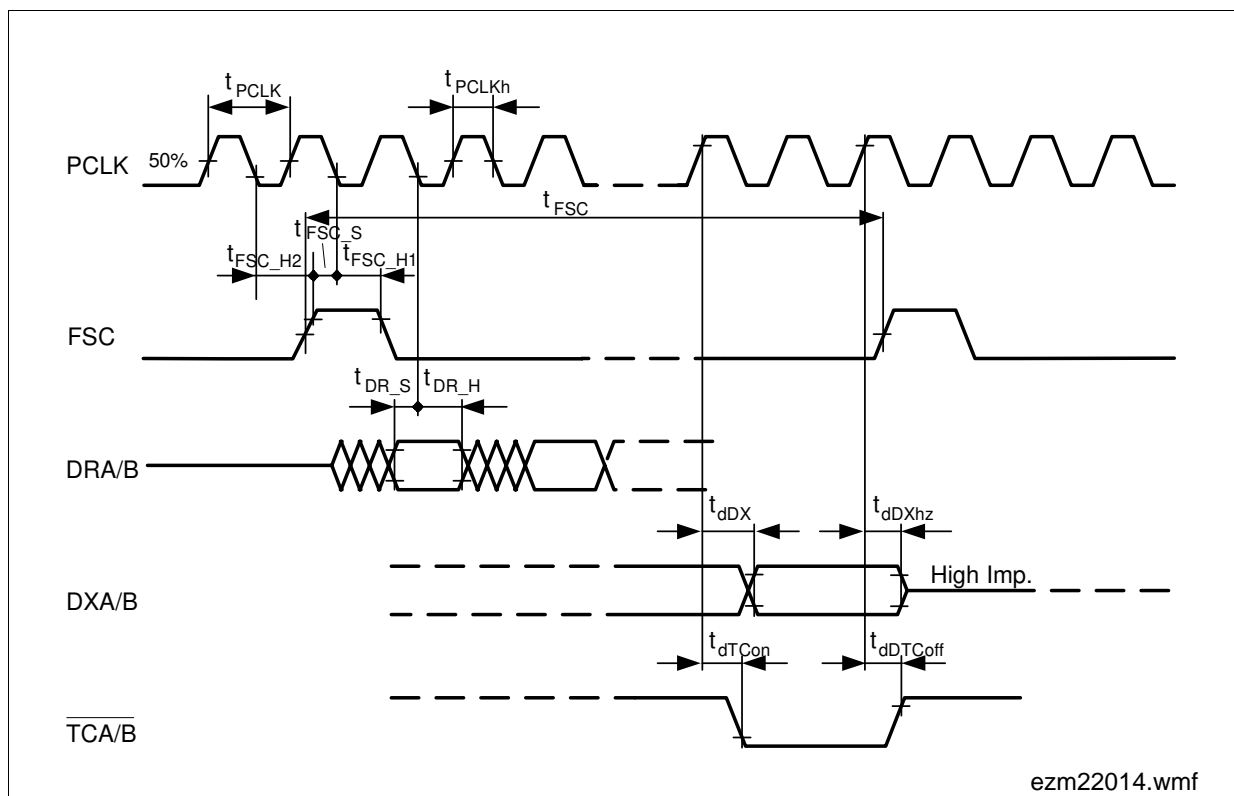 tPCLK
tPCLKh
PCLK
50%
tFSC
tFSC_S
tFSC_H2
tFSC_H1
FSC
tDR_S
tDR_H
DRA/B
tdDX
tdDXhz
High Imp.
DXA/B
tdTCon
tdDTCoff
TCA/B
ezm22014.wmf